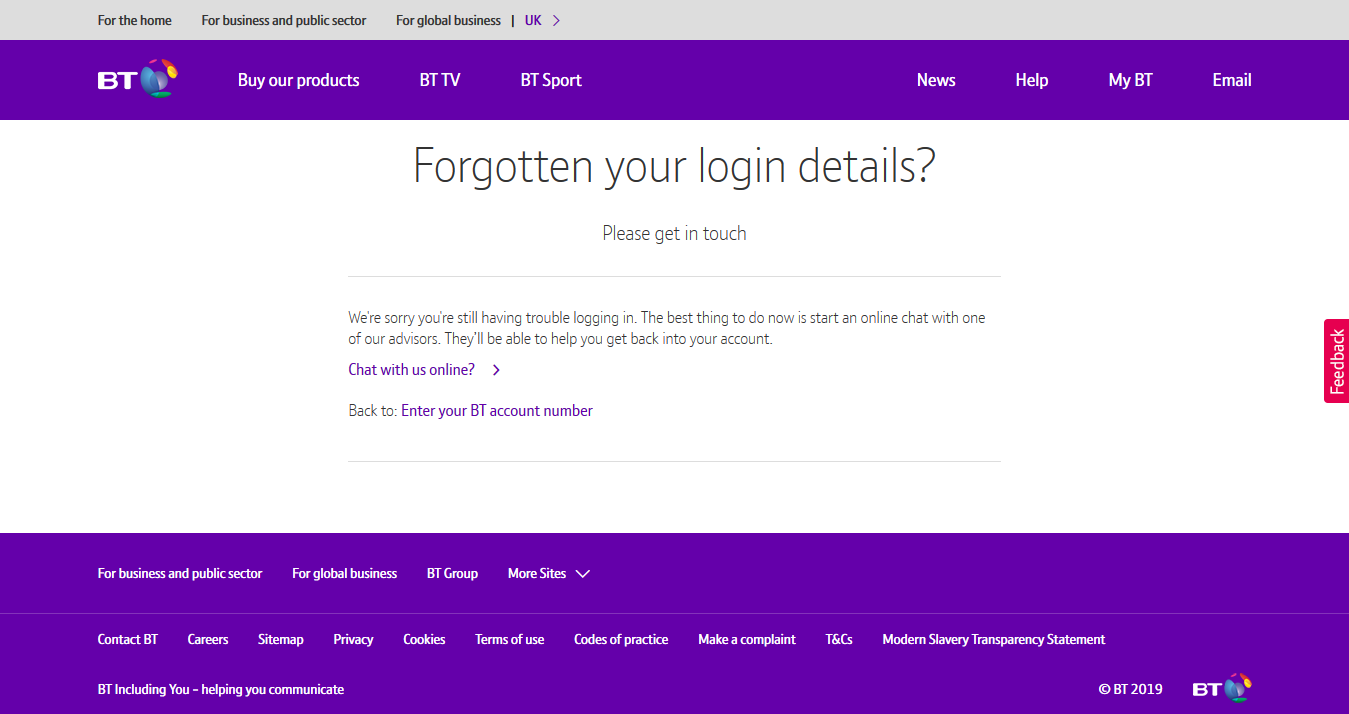 For the home For business and public sector For global business | UK
BT Buy our products BT TV BT Sport News Help My BT Email
Forgotten your login details?
Please get in touch
We're sorry you're still having trouble logging in. The best thing to do now is start an online chat with one
of our advisors. They'll be able to help you get back into your account.
Chat with us online?
Back to: Enter your BT account number
Feedback
For business and public sector For global business BT Group More Sites
Contact BT Careers Sitemap Privacy Cookies Terms of use Codes of practice Make a complaint T&Cs Modern Slavery Transparency Statement
BT Including You – helping you communicate © BT 2019 BT